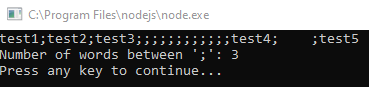 C:\Program Files\nodejs\node.exe
test1;test2;test3;;;;;;;;;;;;test4;    ;test5
Number of words between ';': 3
Press any key to continue...